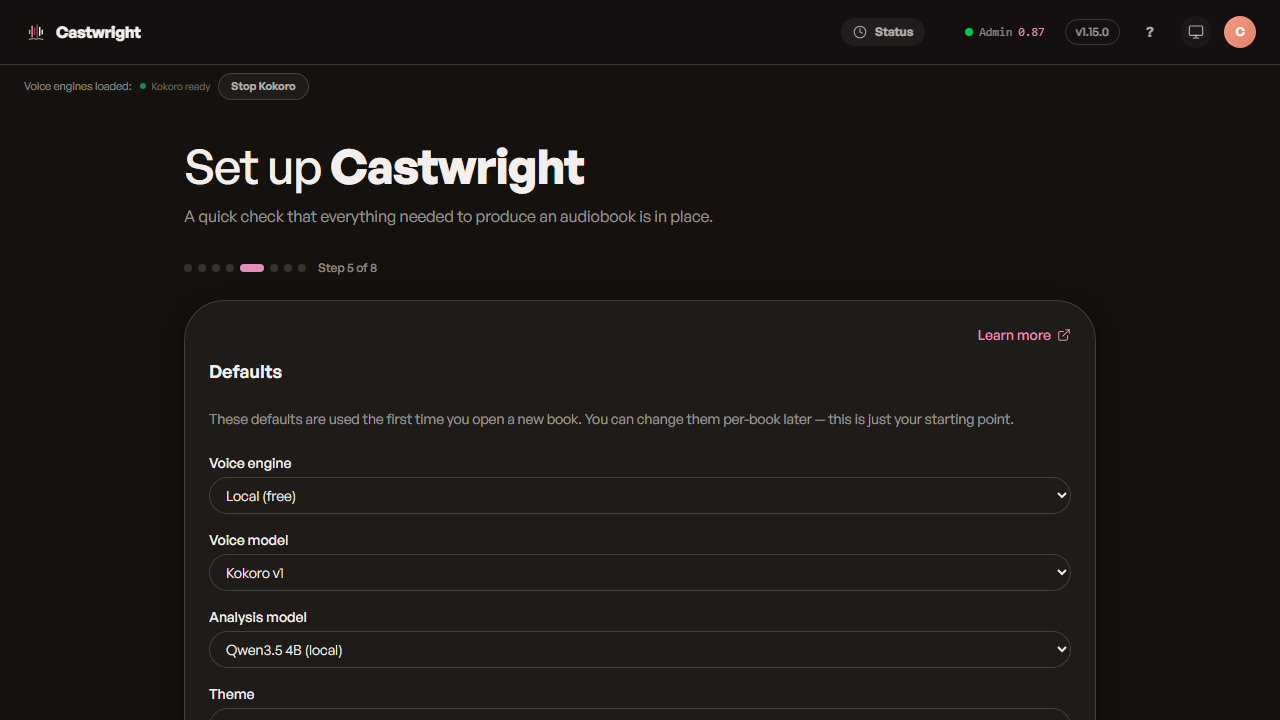 Castwright
Status
Admin 0.87
v1.15.0
?
C
Voice engines loaded:
Kokoro ready
Stop Kokoro
Set up Castwright
A quick check that everything needed to produce an audiobook is in place.
Step 5 of 8
Learn more
Defaults
These defaults are used the first time you open a new book. You can change them per-book later — this is just your starting point.
Voice engine
Local (free)
Voice model
Kokoro v1
Analysis model
Qwen3.5 4B (local)
Theme